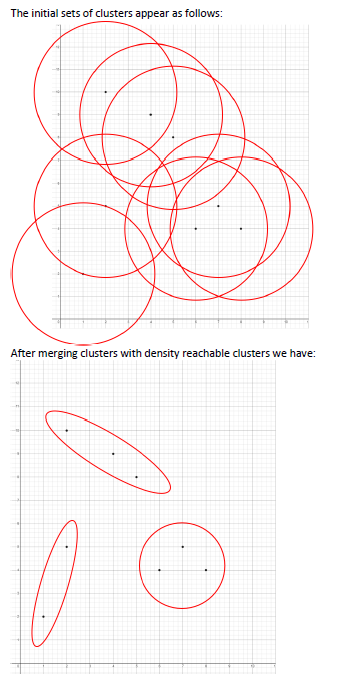 The initial sets of clusters appear as follows:
After merging clusters with density reachable clusters we have: